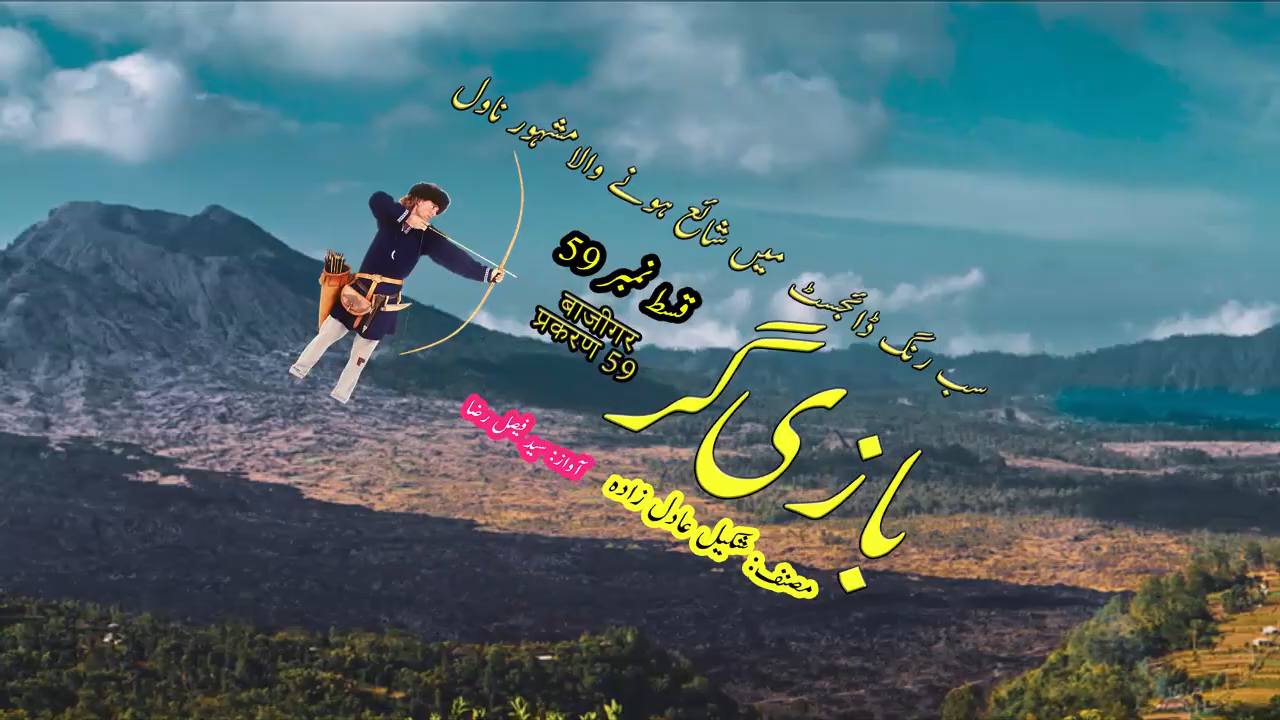 سب رنگ ڈائجسٹ میں شائع ہونے والا مشہور ناول
قسط نمبر 59
बाजीगर
प्रकरण 59
بازی گر
آواز: سید فیصل رضا
مصنف: شکیل عادل زادہ